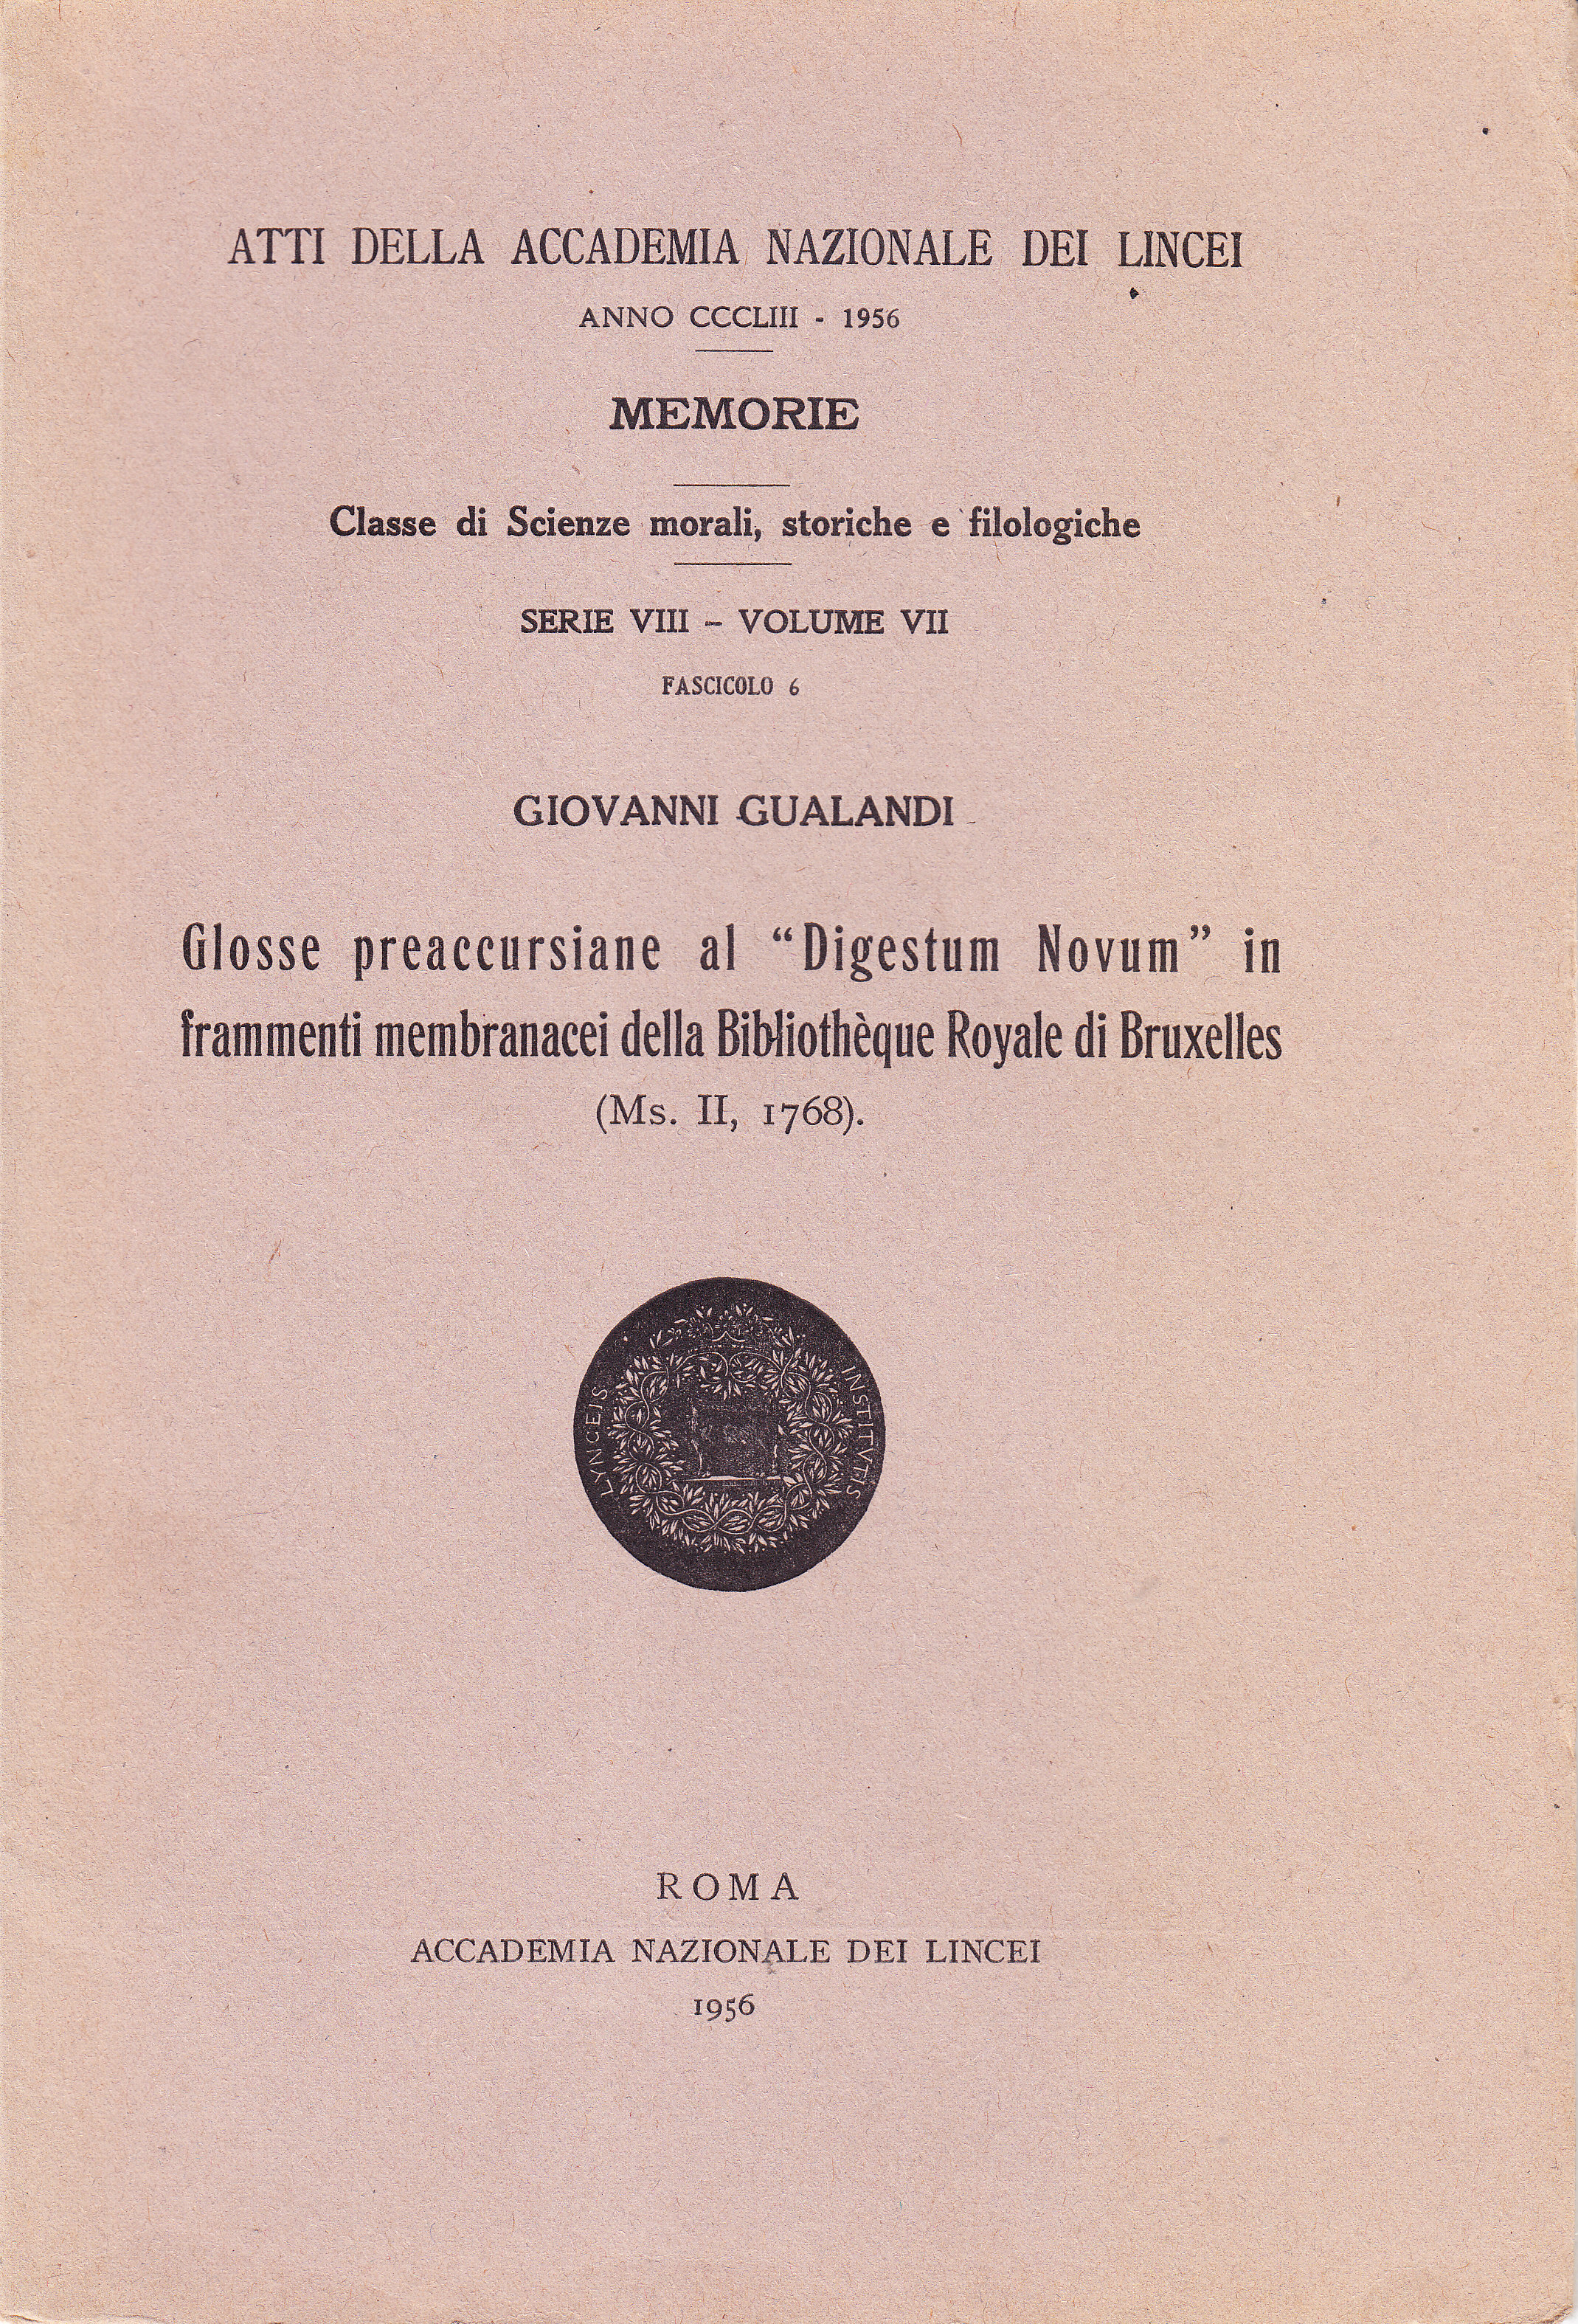 ATTI DELLA ACCADEMIA NAZIONALE DEI LINCEI
ANNO CCCLIII - 1956
MEMORIE
Classe di Scienze morali, storiche e filologiche
SERIE VIII – VOLUME VII
FASCICOLO 6
GIOVANNI GUALANDI
Glosse preaccursiane al “Digestum Novum” in
frammenti membranacei della Bibliothèque Royale di Bruxelles
(Ms. II, 1768).
LYNCEIS INSTITVTIS
ROMA
ACCADEMIA NAZIONALE DEI LINCEI
1956